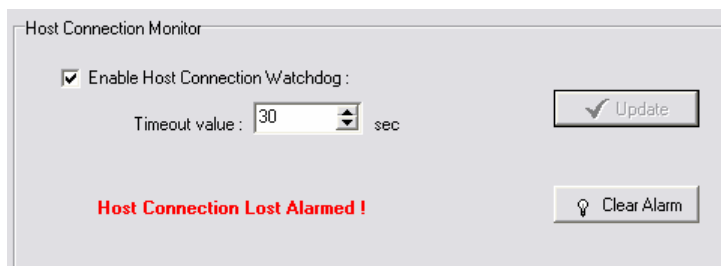 Host Connection Monitor
Enable Host Connection Watchdog :
Timeout value : 30 sec
Update
Host Connection Lost Alarmed !
Clear Alarm